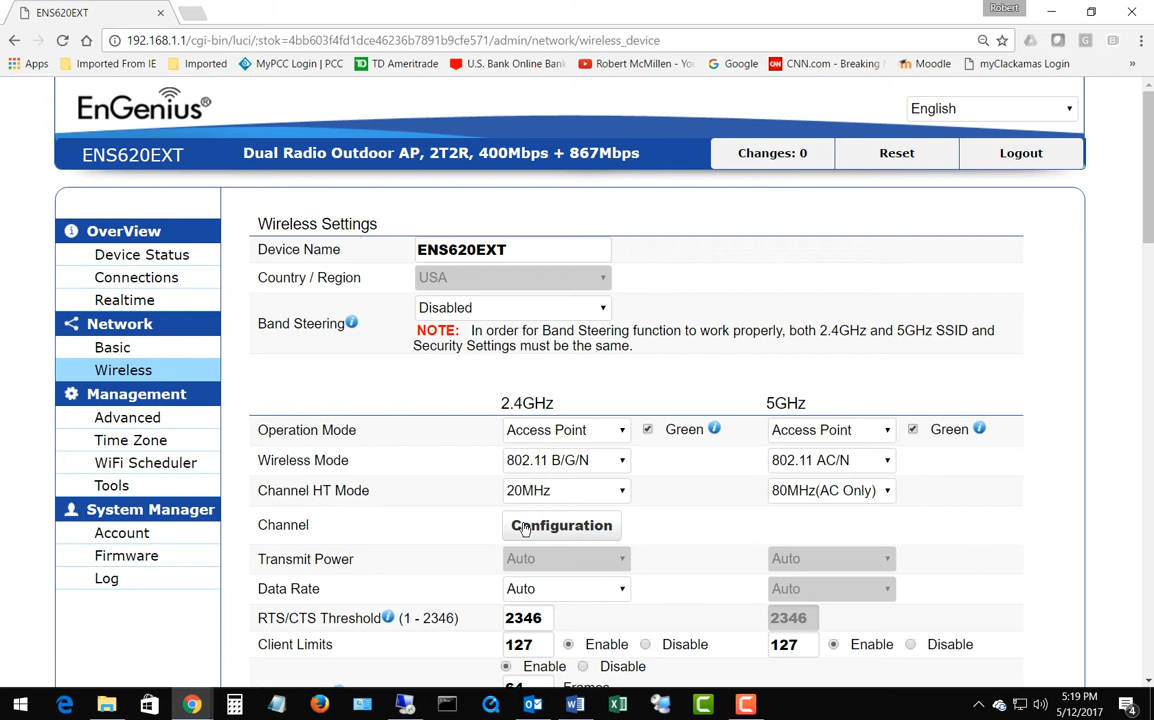 ENS620EXT
Robert
192.168.1.1/cgi-bin/luci/;stok=4bb603f4fd1dce46236b7891b9cfe571/admin/network/wireless_device
Apps Imported From IE Imported MyPCC Login | PCC TD Ameritrade U.S. Bank Online Bank Robert McMillen - Yo Google CNN.com - Breaking Moodle myClackamas Login »
EnGenius®
English
ENS620EXT Dual Radio Outdoor AP, 2T2R, 400Mbps + 867Mbps Changes: 0 Reset Logout
OverView
Device Status
Connections
Realtime
Network
Basic
Wireless
Management
Advanced
Time Zone
WiFi Scheduler
Tools
System Manager
Account
Firmware
Log
Wireless Settings
Device Name ENS620EXT
Country / Region USA
Band Steering Disabled
NOTE: In order for Band Steering function to work properly, both 2.4GHz and 5GHz SSID and
Security Settings must be the same.
2.4GHz 5GHz
Operation Mode Access Point Green Access Point Green
Wireless Mode 802.11 B/G/N 802.11 AC/N
Channel HT Mode 20MHz 80MHz(AC Only)
Channel Configuration
Transmit Power Auto Auto
Data Rate Auto Auto
RTS/CTS Threshold (1 - 2346) 2346 2346
Client Limits 127 Enable Disable 127 Enable Disable
Enable Disable
64 Frames
5:19 PM
5/12/2017
4